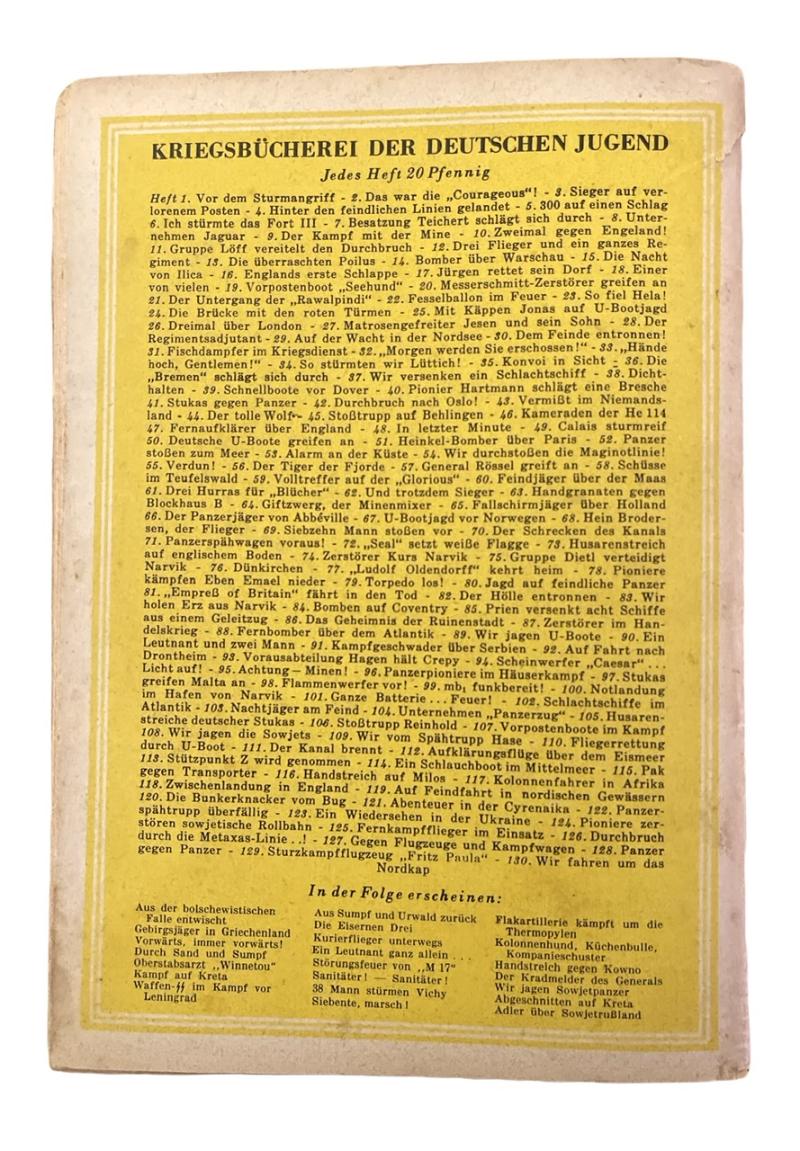 KRIEGSBÜCHEREI DER DEUTSCHEN JUGEND
Jedes Heft 20 Pfennig
Heft 1. Vor dem Sturmangriff - 2. Das war die „Courageous“! - 3. Sieger auf ver-
lorenem Posten - 4. Hinter den feindlichen Linien gelandet - 5. 300 auf einen Schlag
6. Ich stürmte das Fort III - 7. Besatzung Teichert schlägt sich durch - 8. Unter-
nehmen Jaguar - 9. Der Kampf mit der Mine - 10. Zweimal gegen Engeland!
11. Gruppe Löff vereitelt den Durchbruch - 12. Drei Flieger und ein ganzes Re-
giment - 13. Die überraschten Poilus - 14. Bomber über Warschau - 15. Die Nacht
von Ilica - 16. Englands erste Schlappe - 17. Jürgen rettet sein Dorf - 18. Einer
von vielen - 19. Vorpostenboot „Seehund“ - 20. Messerschmitt-Zerstörer greifen an
21. Der Untergang der „Rawalpindi“ - 22. Fesselballon im Feuer - 23. So fiel Hela!
24. Die Brücke mit den roten Türmen - 25. Mit Käppen Jonas auf U-Bootjagd
26. Dreimal über London - 27. Matrosengefreiter Jesen und sein Sohn - 28. Der
Regimentsadjutant - 29. Auf der Wacht in der Nordsee - 30. Dem Feinde entronnen!
31. Fischdampfer im Kriegsdienst - 32. „Morgen werden Sie erschossen!“ - 33. „Hände
hoch, Gentlemen!“ - 34. So stürmten wir Lüttich! - 35. Konvoi in Sicht - 36. Die
„Bremen“ schlägt sich durch - 37. Wir versenken ein Schlachtschiff - 38. Dicht-
halten - 39. Schnellboote vor Dover - 40. Pionier Hartmann schlägt eine Bresche
41. Stukas gegen Panzer - 42. Durchbruch nach Oslo! - 43. Vermißt im Niemands-
land - 44. Der tolle Wolf - 45. Stoßtrupp auf Behlingen - 46. Kameraden der He 114
47. Fernaufklärer über England - 48. In letzter Minute - 49. Calais sturmreif
50. Deutsche U-Boote greifen an - 51. Heinkel-Bomber über Paris - 52. Panzer
stoßen zum Meer - 53. Alarm an der Küste - 54. Wir durchstoßen die Maginotlinie!
55. Verdun! - 56. Der Tiger der Fjorde - 57. General Rössel greift an - 58. Schüsse
im Teufelswald - 59. Volltreffer auf der „Glorious“ - 60. Feindjäger über der Maas
61. Drei Hurras für „Blücher“ - 62. Und trotzdem Sieger - 63. Handgranaten gegen
Blockhaus B - 64. Giftzwerg, der Minenmixer - 65. Fallschirmjäger über Holland
66. Der Panzerjäger von Abbéville - 67. U-Bootjagd vor Norwegen - 68. Hein Broder-
sen, der Flieger - 69. Siebzehn Mann stoßen vor - 70. Der Schrecken des Kanals
71. Panzerspähwagen voraus! - 72. „Seal“ setzt weiße Flagge - 73. Husarenstreich
auf englischem Boden - 74. Zerstörer Kurs Narvik - 75. Gruppe Dietl verteidigt
Narvik - 76. Dünkirchen - 77. „Ludolf Oldendorff“ kehrt heim - 78. Pioniere
kämpfen Eben Emael nieder - 79. Torpedo los! - 80. Jagd auf feindliche Panzer
81. „Empreß of Britain“ fährt in den Tod - 82. Der Hölle entronnen - 83. Wir
holen Erz aus Narvik - 84. Bomben auf Coventry - 85. Prien versenkt acht Schiffe
aus einem Geleitzug - 86. Das Geheimnis der Ruinenstadt - 87. Zerstörer im Han-
delskrieg - 88. Fernbomber über dem Atlantik - 89. Wir jagen U-Boote - 90. Ein
Leutnant und zwei Mann - 91. Kampfgeschwader über Serbien - 92. Auf Fahrt nach
Drontheim - 93. Vorausabteilung Hagen hält Crepy - 94. Scheinwerfer „Caesar“ ...
Licht auf! - 95. Achtung — Minen! - 96. Panzerpioniere im Häuserkampf - 97. Stukas
greifen Malta an - 98. Flammenwerfer vor! - 99. mb, funkbereit! - 100. Notlandung
im Hafen von Narvik - 101. Ganze Batterie ... Feuer! - 102. Schlachtschiffe im
Atlantik - 103. Nachtjäger am Feind - 104. Unternehmen „Panzerzug“ - 105. Husaren-
streiche deutscher Stukas - 106. Stoßtrupp Reinhold - 107. Vorpostenboote im Kampf
108. Wir jagen die Sowjets - 109. Wir vom Spähtrupp Hase - 110. Fliegerrettung
durch U-Boot - 111. Der Kanal brennt - 112. Aufklärungsflüge über dem Eismeer
113. Stützpunkt Z wird genommen - 114. Ein Schlauchboot im Mittelmeer - 115. Pak
gegen Transporter - 116. Handstreich auf Milos - 117. Kolonnenfahrer in Afrika
118. Zwischenlandung in England - 119. Auf Feindfahrt in nordischen Gewässern
120. Die Bunkerknacker vom Bug - 121. Abenteuer in der Cyrenaika - 122. Panzer-
spähtrupp überfällig - 123. Ein Wiedersehen in der Ukraine - 124. Pioniere zer-
stören sowjetische Rollbahn - 125. Fernkampfflieger im Einsatz - 126. Durchbruch
durch die Metaxas-Linie ..! - 127. Gegen Flugzeuge und Kampfwagen - 128. Panzer
gegen Panzer - 129. Sturzkampfflugzeug „Fritz Paula“ - 130. Wir fahren um das
Nordkap
In der Folge erscheinen:
Aus der bolschewistischen
Falle entwischt
Gebirgsjäger in Griechenland
Vorwärts, immer vorwärts!
Durch Sand und Sumpf
Oberstabsarzt „Winnetou“
Kampf auf Kreta
Waffen-ᛋᛋ im Kampf vor
Leningrad
Aus Sumpf und Urwald zurück
Die Eisernen Drei
Kurierflieger unterwegs
Ein Leutnant ganz allein ...
Störungsfeuer von „M 17“
Sanitäter! — Sanitäter!
38 Mann stürmen Vichy
Siebente, marsch!
Flakartillerie kämpft um die
Thermopylen
Kolonnenhund, Küchenbulle,
Kompanieschuster
Handstreich gegen Kowno
Der Kradmelder des Generals
Wir jagen Sowjetpanzer
Abgeschnitten auf Kreta
Adler über Sowjetrußland